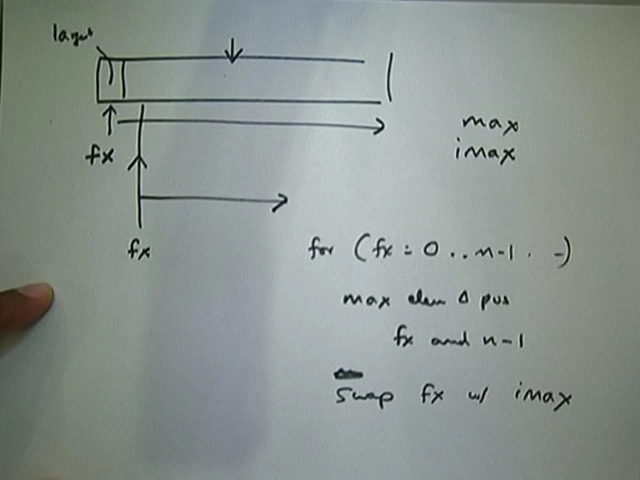 fx
max
imax
fx
for (fx = 0 .. n-1 . -)
max elem pos
fx and n-1
swap fx w/ imax